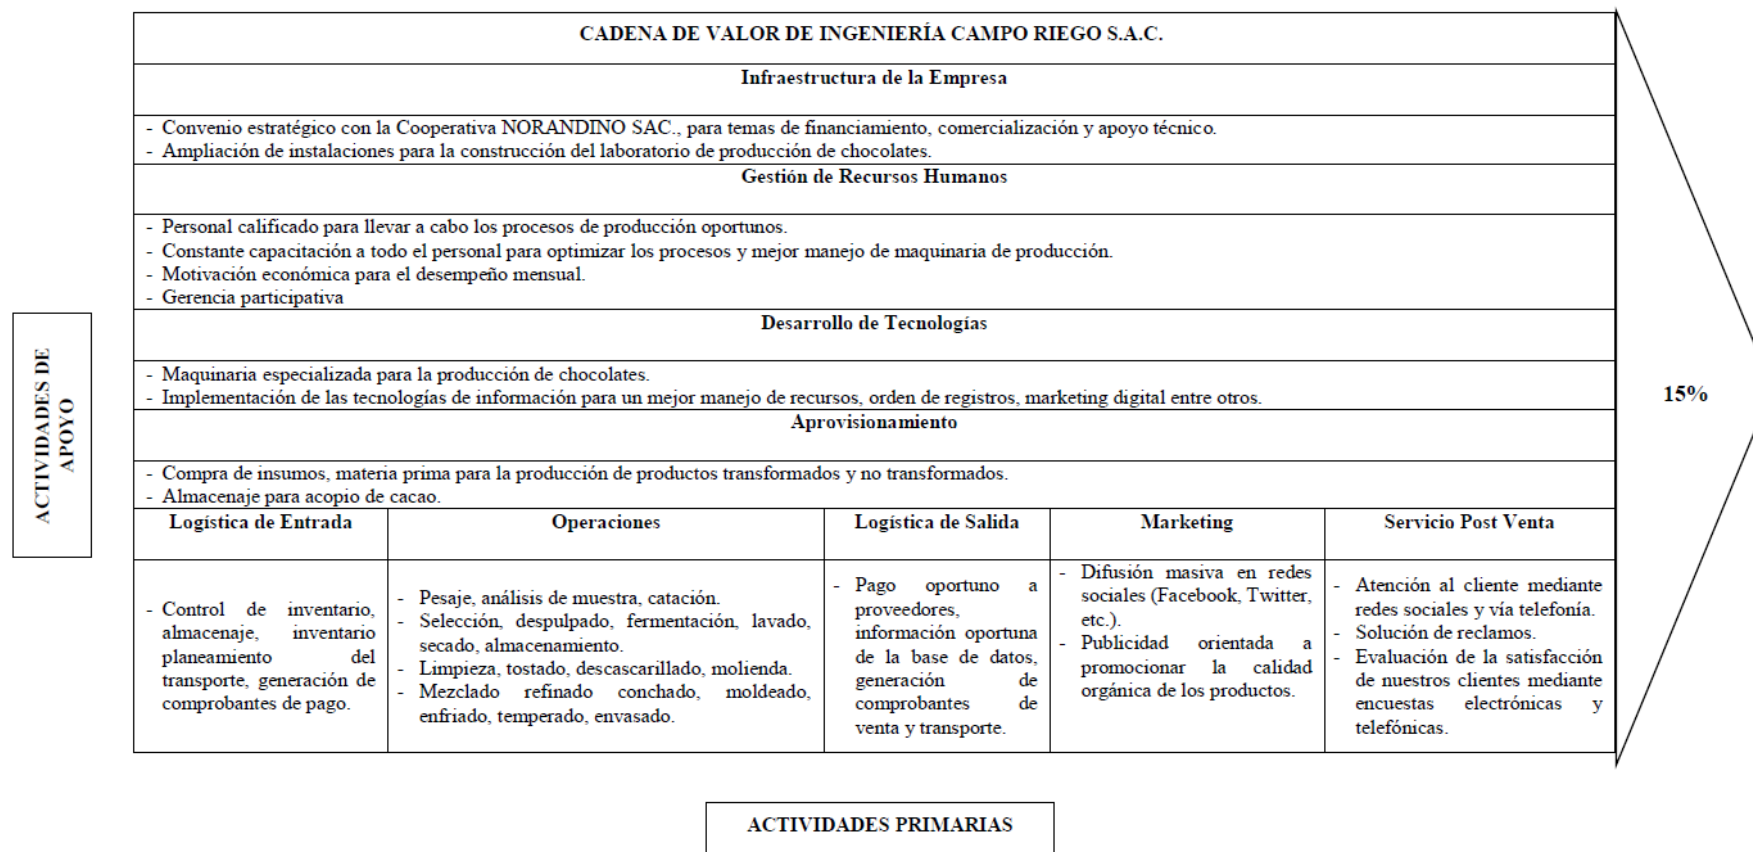 CADENA DE VALOR DE INGENIERÍA CAMPO RIEGO S.A.C.
Infraestructura de la Empresa
- Convenio estratégico con la Cooperativa NORANDINO SAC., para temas de financiamiento, comercialización y apoyo técnico.
- Ampliación de instalaciones para la construcción del laboratorio de producción de chocolates.
Gestión de Recursos Humanos
- Personal calificado para llevar a cabo los procesos de producción oportunos.
- Constante capacitación a todo el personal para optimizar los procesos y mejor manejo de maquinaria de producción.
- Motivación económica para el desempeño mensual.
- Gerencia participativa
Desarrollo de Tecnologías
- Maquinaria especializada para la producción de chocolates.
- Implementación de las tecnologías de información para un mejor manejo de recursos, orden de registros, marketing digital entre otros.
Aprovisionamiento
- Compra de insumos, materia prima para la producción de productos transformados y no transformados.
- Almacenaje para acopio de cacao.
ACTIVIDADES DE
APOYO
15%
Logística de Entrada
- Control de inventario,
almacenaje, inventario
planeamiento del
transporte, generación de
comprobantes de pago.
Operaciones
- Pesaje, análisis de muestra, catación.
- Selección, despulpado, fermentación, lavado,
secado, almacenamiento.
- Limpieza, tostado, descascarillado, molienda.
- Mezclado refinado conchado, moldeado,
enfriado, temperado, envasado.
Logística de Salida
- Pago oportuno a
proveedores,
información oportuna
de la base de datos,
generación de
comprobantes de
venta y transporte.
Marketing
- Difusión masiva en redes
sociales (Facebook, Twitter,
etc.).
- Publicidad orientada a
promocionar la calidad
orgánica de los productos.
Servicio Post Venta
- Atención al cliente mediante
redes sociales y vía telefonía.
- Solución de reclamos.
- Evaluación de la satisfacción
de nuestros clientes mediante
encuestas electrónicas y
telefónicas.
ACTIVIDADES PRIMARIAS